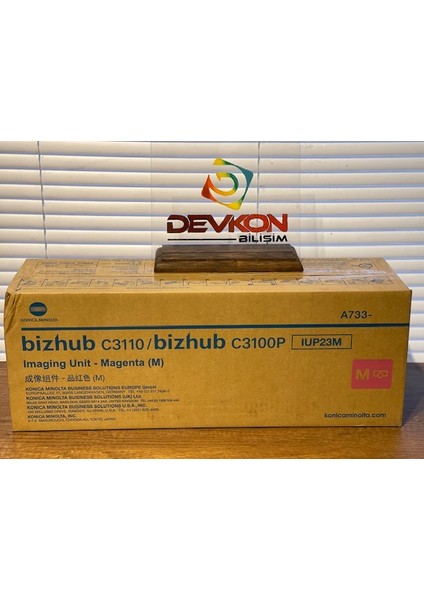 DEVKON
BİLİŞİM
KONICA MINOLTA
A733-
bizhub C3110 / bizhub C3100P IUP23M
Imaging Unit - Magenta (M)
成像组件 - 品红色 (M)
M
KONICA MINOLTA BUSINESS SOLUTIONS EUROPE GmbH
KONICA MINOLTA BUSINESS SOLUTIONS (UK) Ltd.
KONICA MINOLTA BUSINESS SOLUTIONS U.S.A., INC.
KONICA MINOLTA, INC.
konicaminolta.com